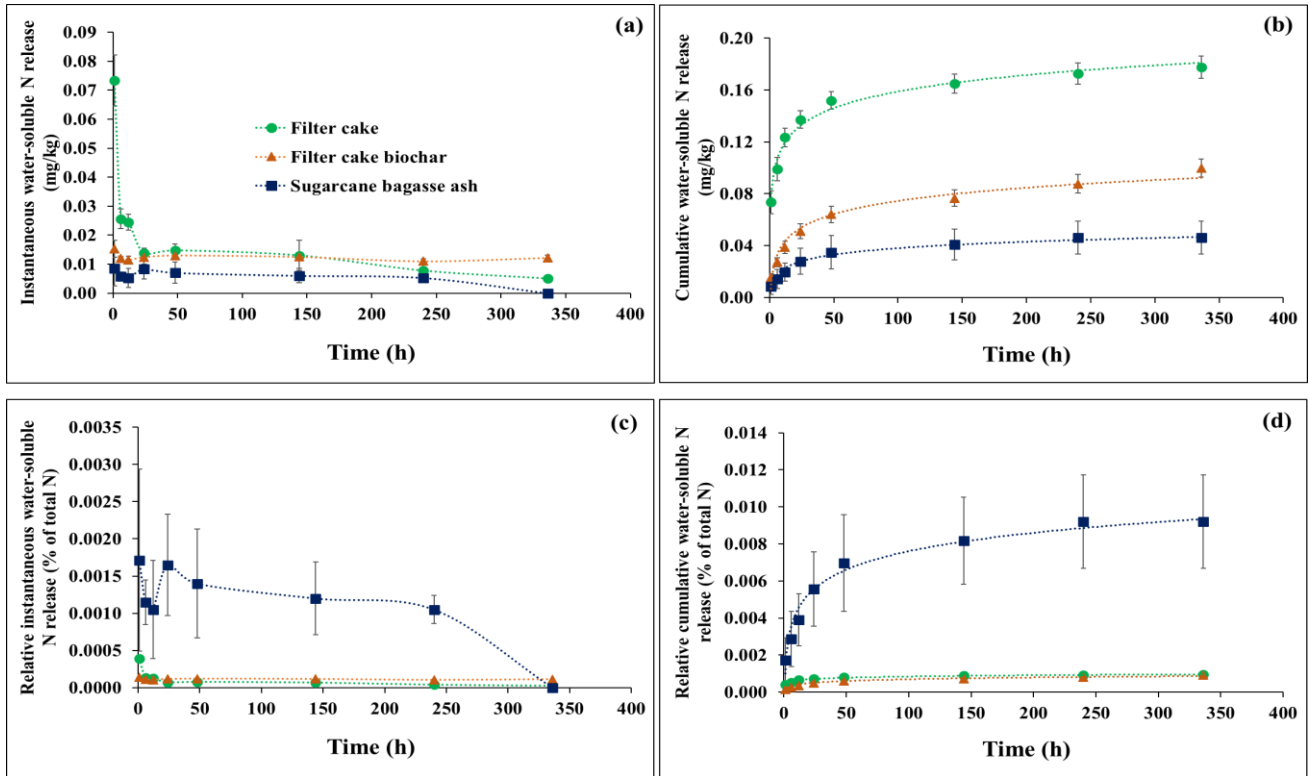 (a)
Instantaneous water-soluble N release
(mg/kg)
0.09
0.08
0.07
0.06
0.05
0.04
0.03
0.02
0.01
0.00
Filter cake
Filter cake biochar
Sugarcane bagasse ash
0 50 100 150 200 250 300 350 400
Time (h)
(b)
Cumulative water-soluble N release
(mg/kg)
0.20
0.16
0.12
0.08
0.04
0.00
0 50 100 150 200 250 300 350 400
Time (h)
(c)
Relative instantaneous water-soluble
N release (% of total N)
0.0035
0.0030
0.0025
0.0020
0.0015
0.0010
0.0005
0.0000
0 50 100 150 200 250 300 350 400
Time (h)
(d)
Relative cumulative water-soluble N
release (% of total N)
0.014
0.012
0.010
0.008
0.006
0.004
0.002
0.000
0 50 100 150 200 250 300 350 400
Time (h)